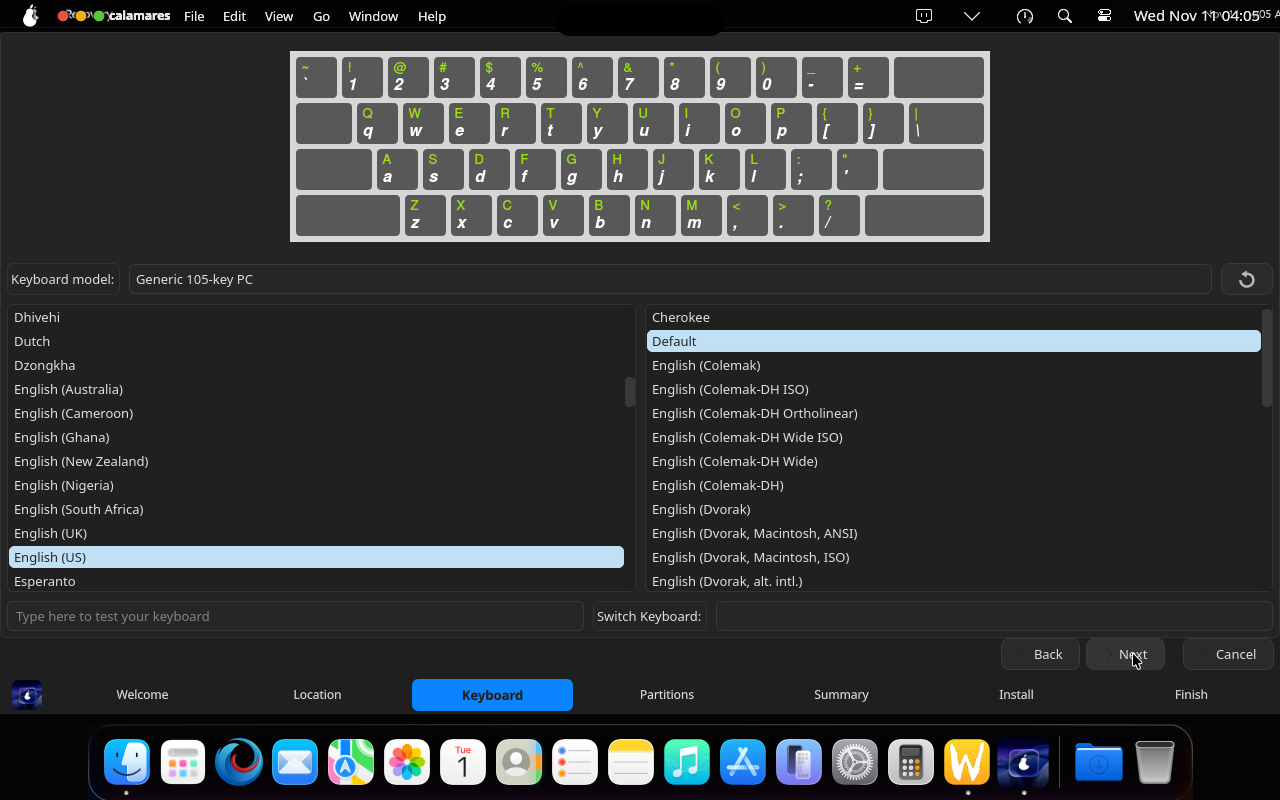 calamares File Edit View Go Window Help Wed Nov 11 04:05
~ ! @ # $ % ^ & * ( ) _ +
` 1 2 3 4 5 6 7 8 9 0 - =
Q W E R T Y U I O P { } |
q w e r t y u i o p [ ] \
A S D F G H J K L : "
a s d f g h j k l ; '
Z X C V B N M < > ?
z x c v b n m , . /
Keyboard model: Generic 105-key PC
Dhivehi
Dutch
Dzongkha
English (Australia)
English (Cameroon)
English (Ghana)
English (New Zealand)
English (Nigeria)
English (South Africa)
English (UK)
English (US)
Esperanto
Cherokee
Default
English (Colemak)
English (Colemak-DH ISO)
English (Colemak-DH Ortholinear)
English (Colemak-DH Wide ISO)
English (Colemak-DH Wide)
English (Colemak-DH)
English (Dvorak)
English (Dvorak, Macintosh, ANSI)
English (Dvorak, Macintosh, ISO)
English (Dvorak, alt. intl.)
Type here to test your keyboard Switch Keyboard:
Back Next Cancel
Welcome Location Keyboard Partitions Summary Install Finish
Tue
1